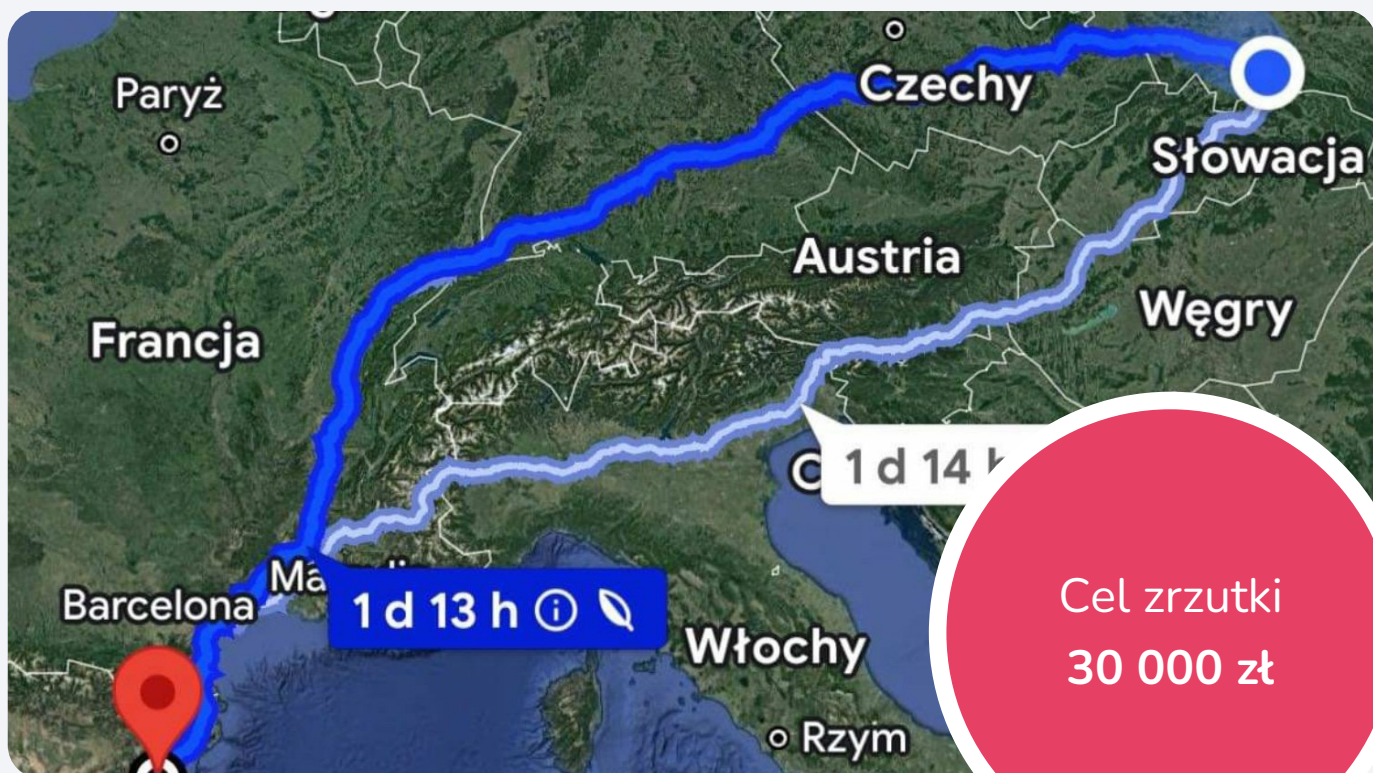 Paryż
Czechy
Słowacja
Austria
Węgry
Francja
1 d 14
Barcelona
1 d 13 h
Włochy
Rzym
Cel zrzutki
30 000 zł